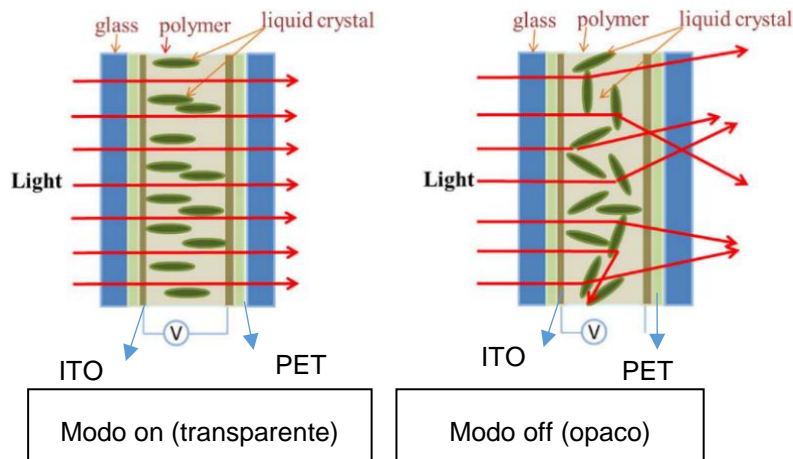 liquid crystal
glass polymer
Light
V
ITO
PET
Modo on (transparente)
liquid crystal
glass polymer
Light
V
ITO
PET
Modo off (opaco)